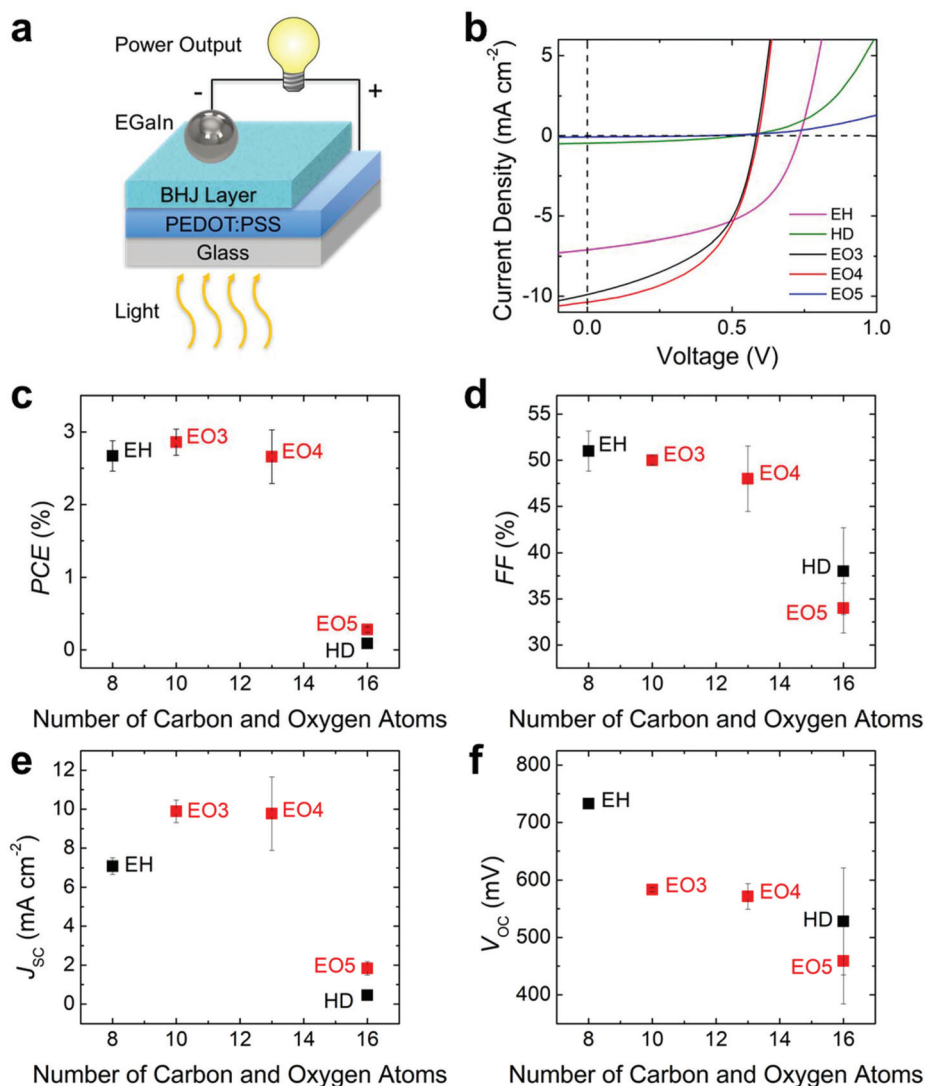 a
Power Output
EGaIn
-
+
BHJ Layer
PEDOT:PSS
Glass
Light
b
Current Density (mA cm⁻²)
5
0
-5
-10
EH
HD
EO3
EO4
EO5
0.0 0.5 1.0
Voltage (V)
c
PCE (%)
3
2
1
0
EH
EO3
EO4
EO5
HD
8 10 12 14 16
Number of Carbon and Oxygen Atoms
d
FF (%)
55
50
45
40
35
30
EH
EO3
EO4
HD
EO5
8 10 12 14 16
Number of Carbon and Oxygen Atoms
e
J_SC (mA cm⁻²)
12
10
8
6
4
2
0
EH
EO3
EO4
EO5
HD
8 10 12 14 16
Number of Carbon and Oxygen Atoms
f
V_OC (mV)
800
700
600
500
400
EH
EO3
EO4
HD
EO5
8 10 12 14 16
Number of Carbon and Oxygen Atoms